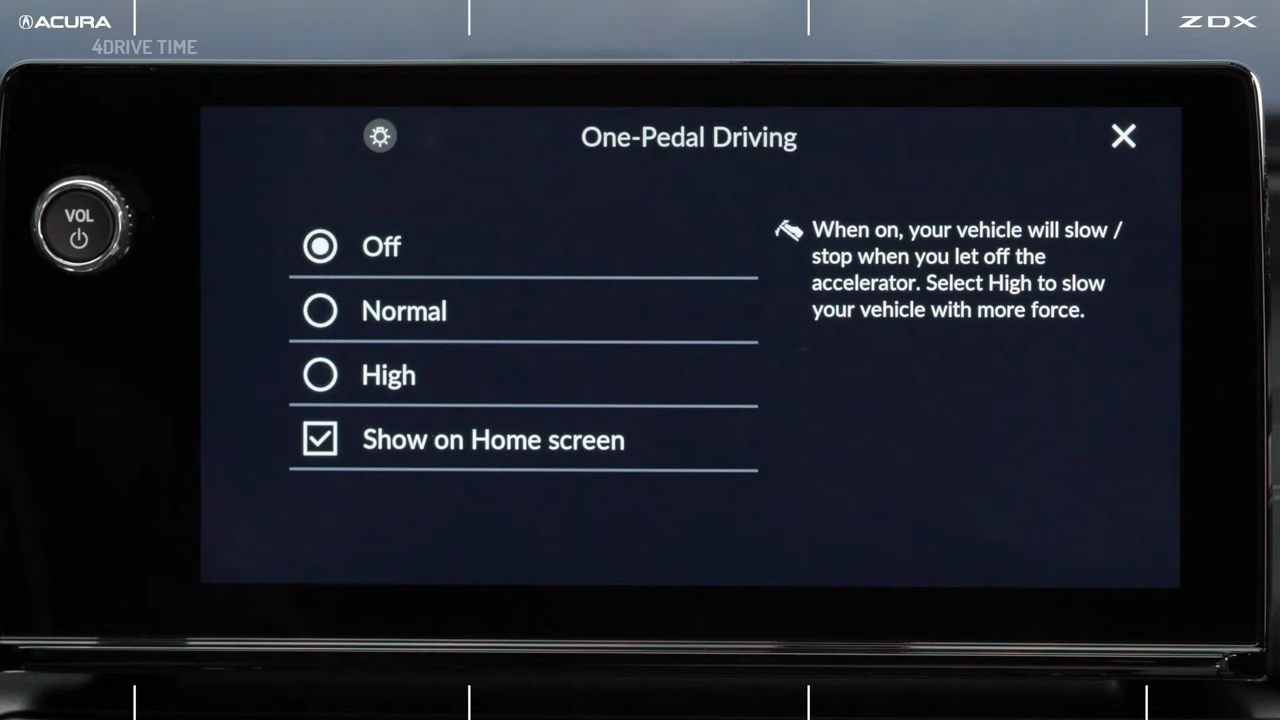 ACURA
ZDX
4DRIVE TIME
One-Pedal Driving
VOL
Off
Normal
High
Show on Home screen
When on, your vehicle will slow /
stop when you let off the
accelerator. Select High to slow
your vehicle with more force.